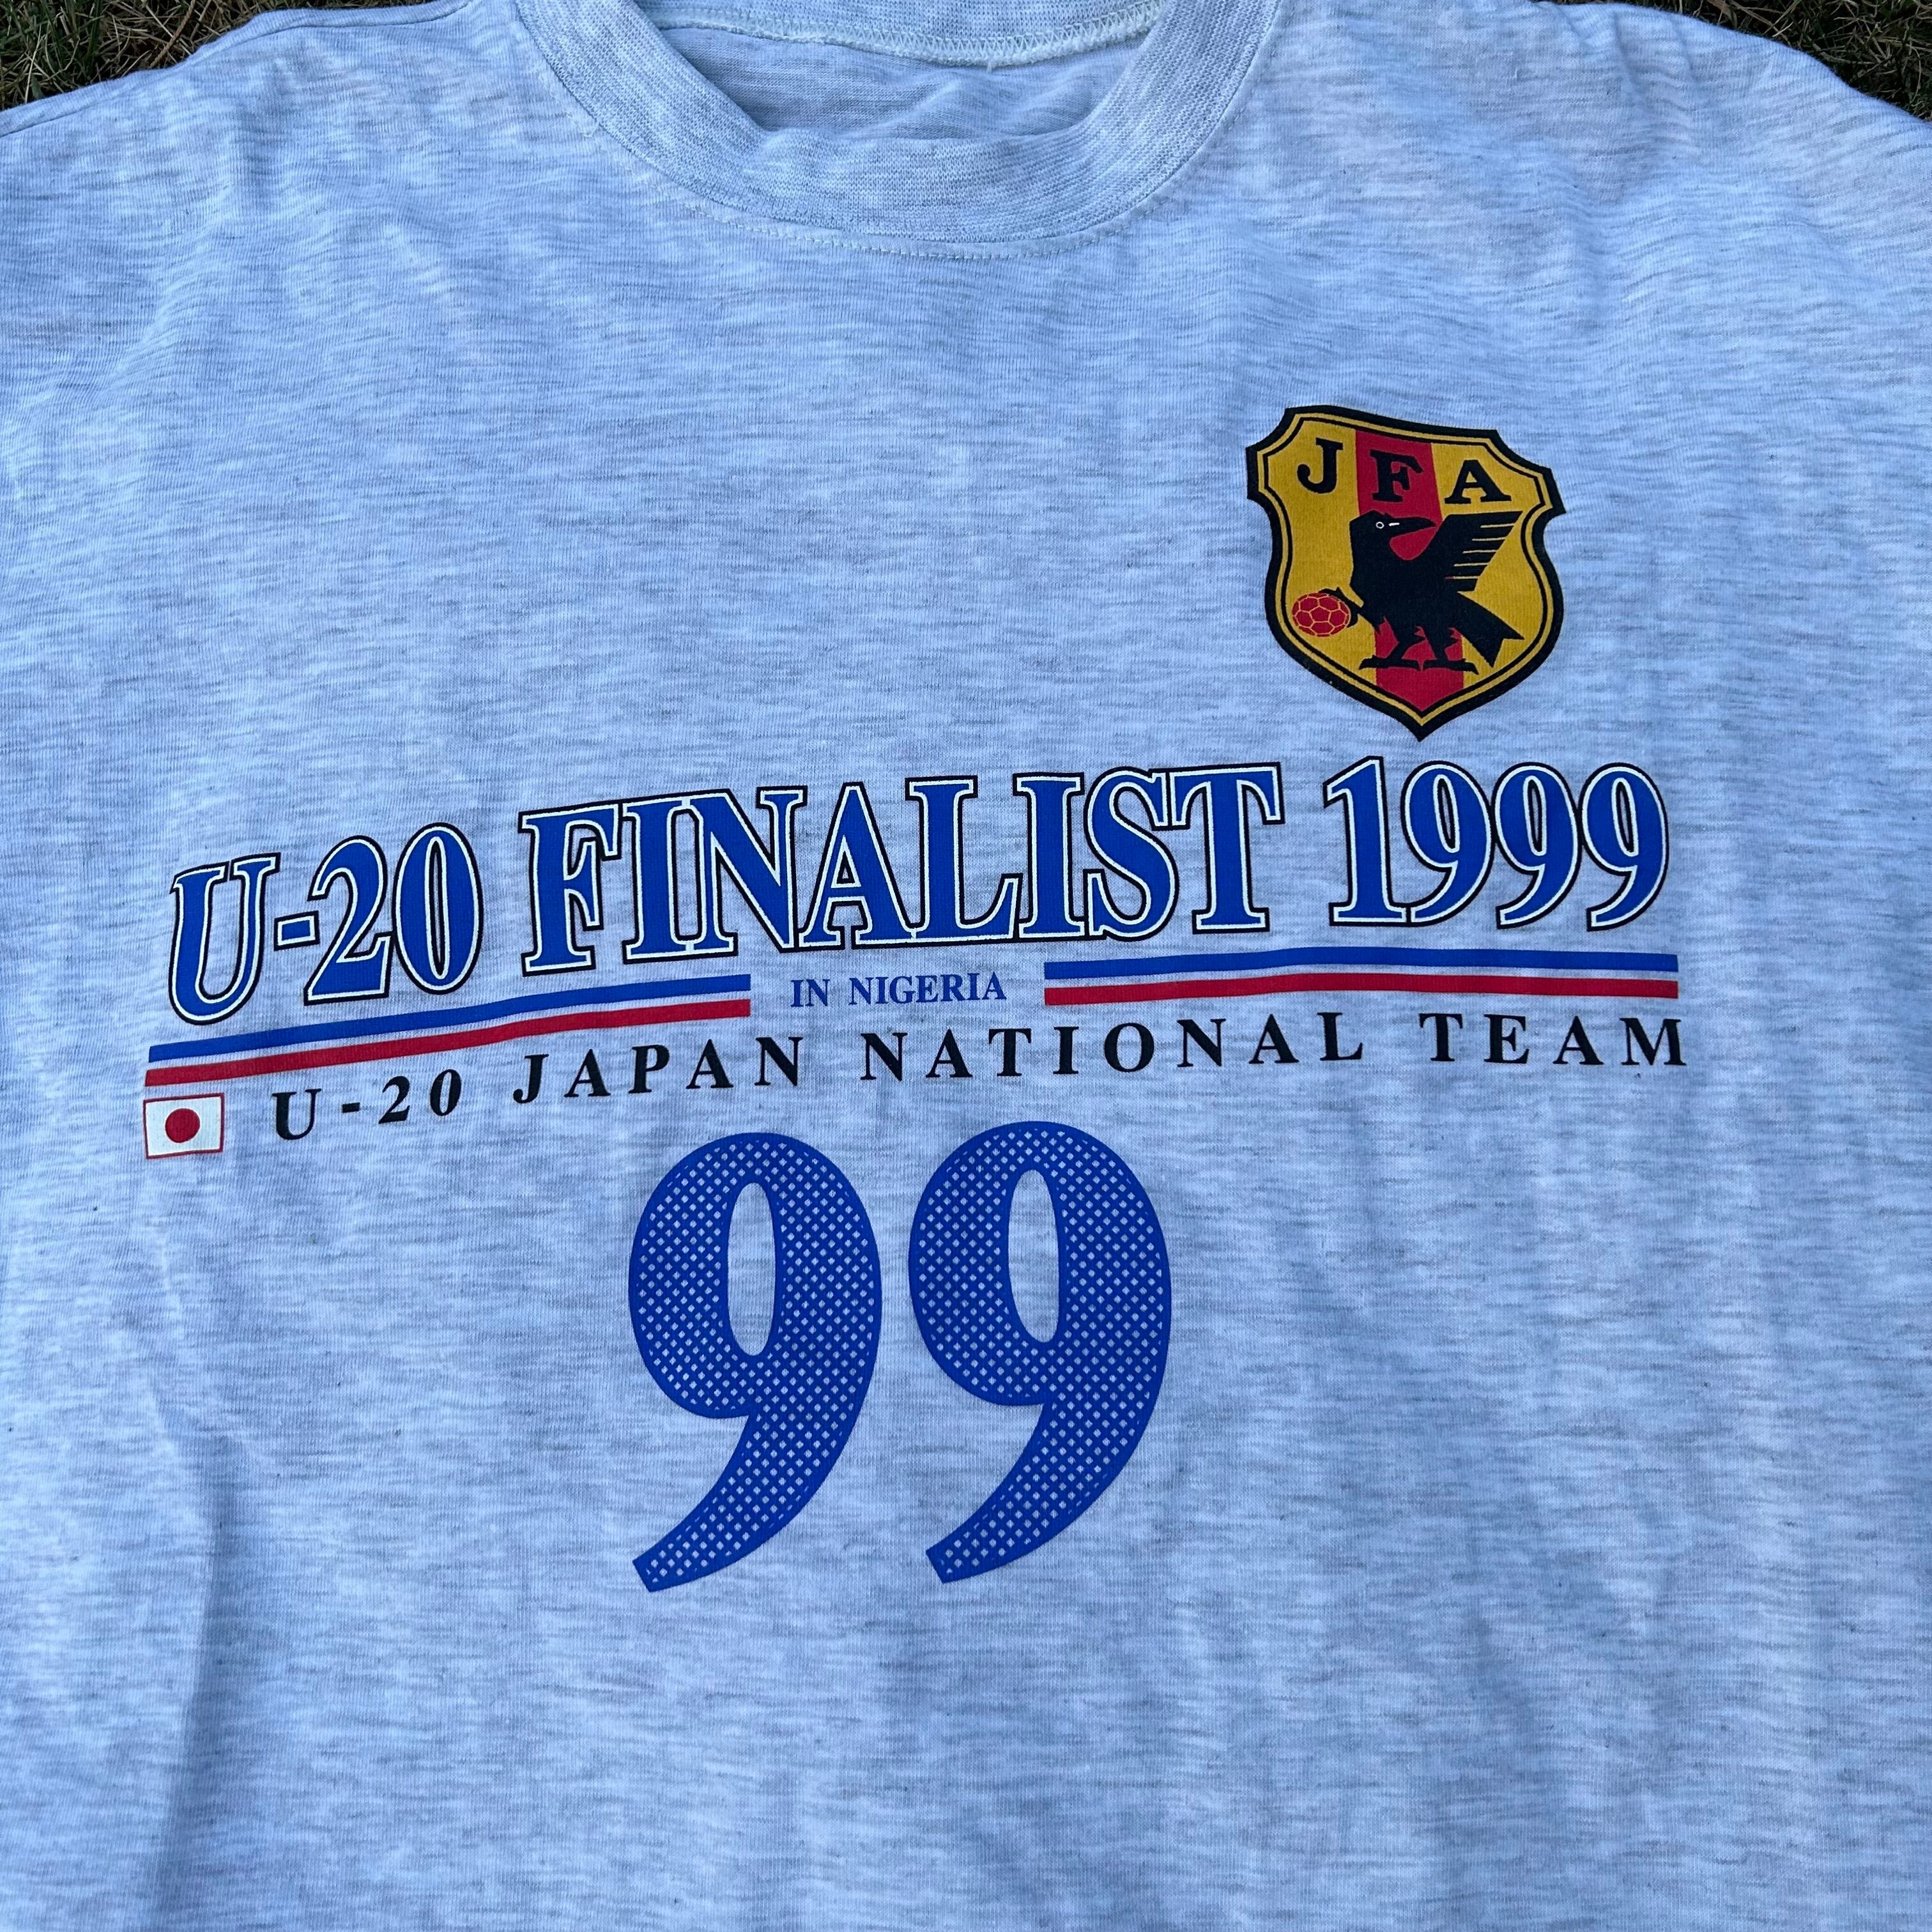 JFA
U-20 FINALIST 1999
IN NIGERIA
U-20 JAPAN NATIONAL TEAM
99